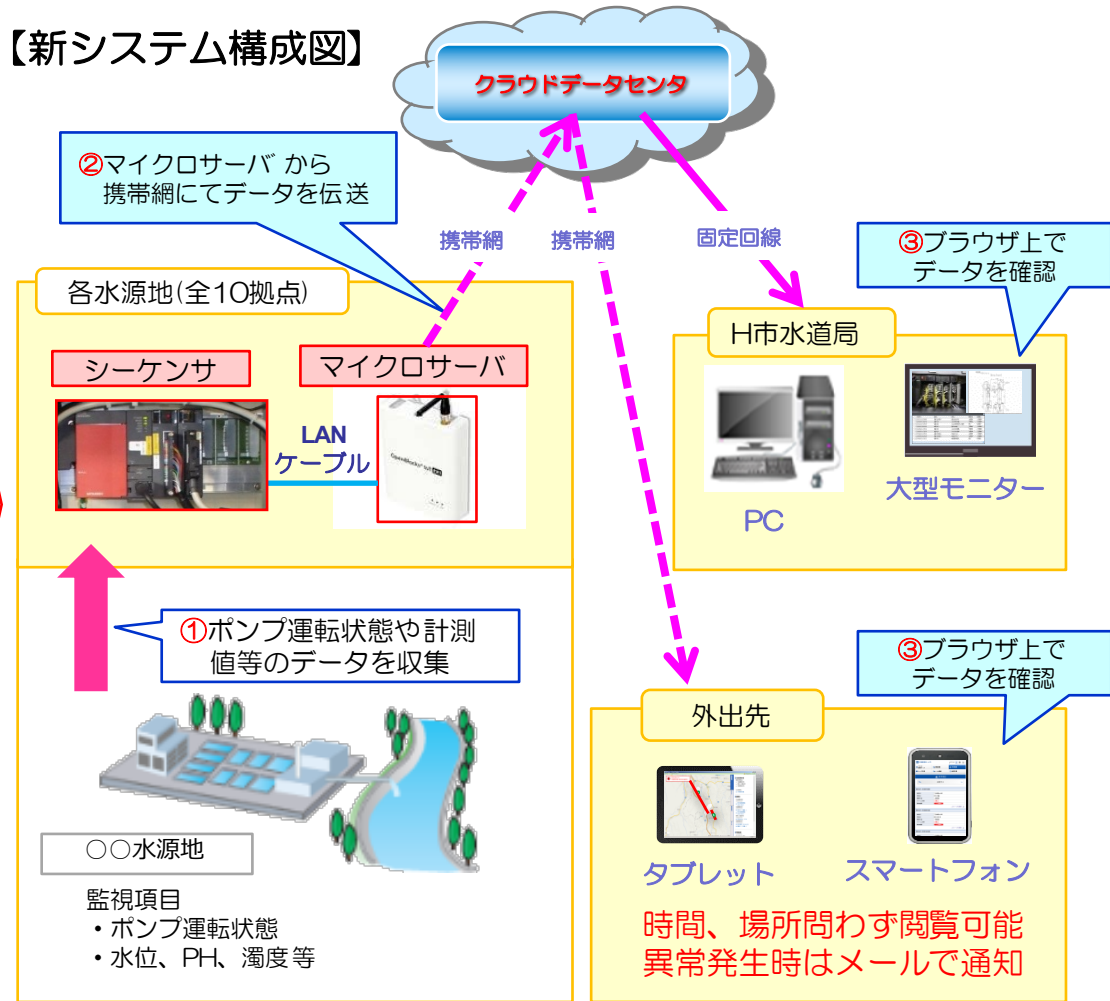 【新システム構成図】
クラウドデータセンタ
②マイクロサーバ から
携帯網にてデータを伝送
携帯網
携帯網
固定回線
③ブラウザ上で
データを確認
各水源地(全10拠点)
シーケンサ
マイクロサーバ
LAN
ケーブル
OpenBlocks
H市水道局
PC
大型モニター
①ポンプ運転状態や計測
値等のデータを収集
○○水源地
監視項目
・ポンプ運転状態
・水位、PH、濁度等
③ブラウザ上で
データを確認
外出先
タブレット
スマートフォン
時間、場所問わず閲覧可能
異常発生時はメールで通知